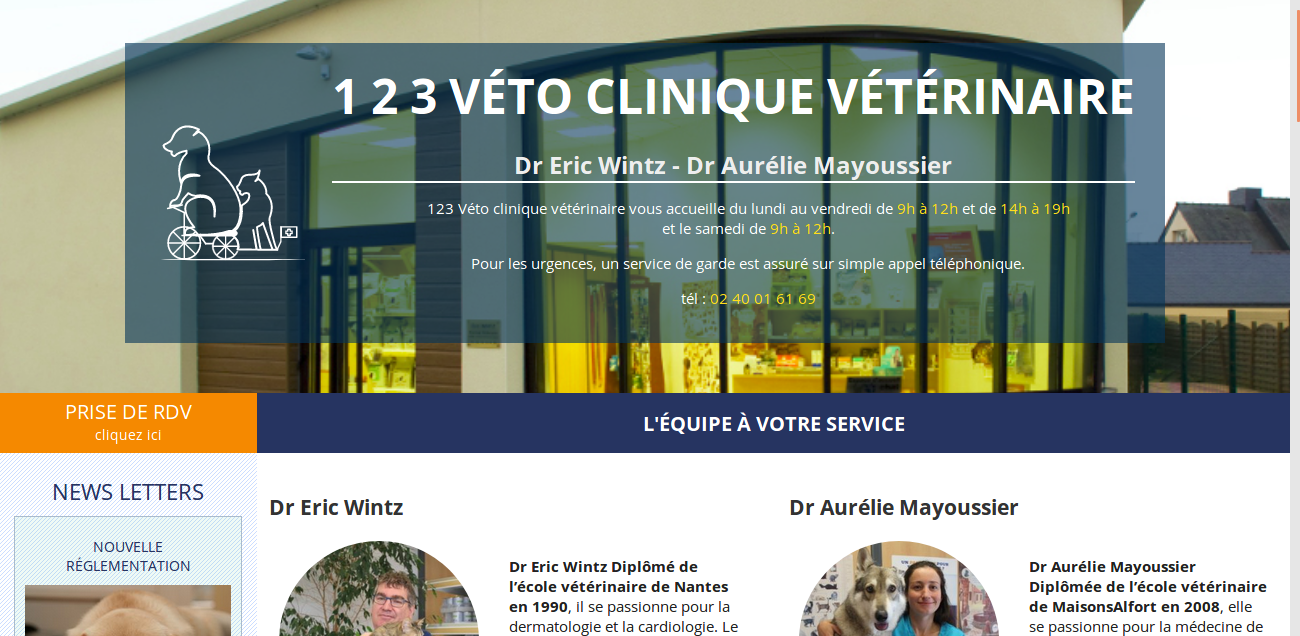 1 2 3 VÉTO CLINIQUE VÉTÉRINAIRE
Dr Eric Wintz - Dr Aurélie Mayoussier
123 Véto clinique vétérinaire vous accueille du lundi au vendredi de 9h à 12h et de 14h à 19h
et le samedi de 9h à 12h.
Pour les urgences, un service de garde est assuré sur simple appel téléphonique.
tél : 02 40 01 61 69
PRISE DE RDV
cliquez ici
L'ÉQUIPE À VOTRE SERVICE
NEWS LETTERS
NOUVELLE
RÉGLEMENTATION
Dr Eric Wintz
Dr Eric Wintz Diplômé de
l’école vétérinaire de Nantes
en 1990, il se passionne pour la
dermatologie et la cardiologie. Le
Dr Aurélie Mayoussier
Dr Aurélie Mayoussier
Diplômée de l’école vétérinaire
de MaisonsAlfort en 2008, elle
se passionne pour la médecine de